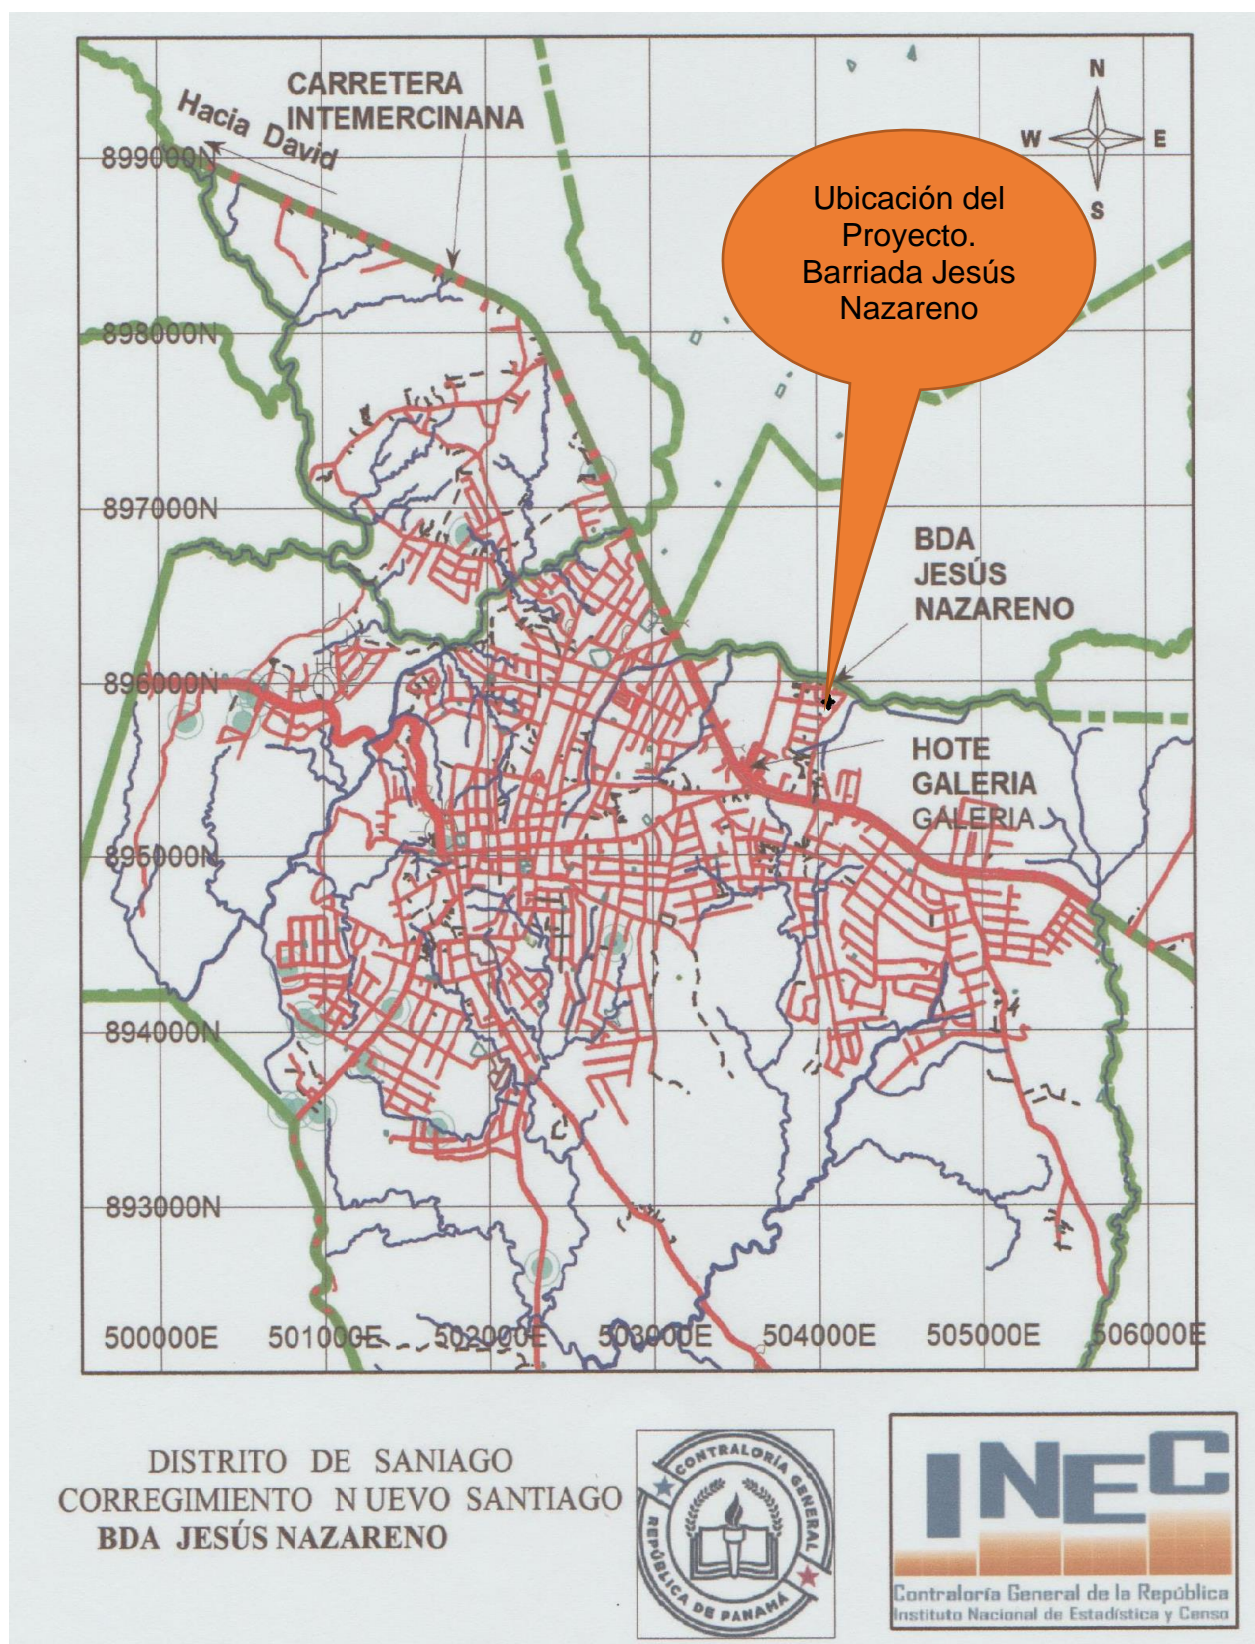 CARRETERA
INTEMERCINANA
Hacia David
N
W
E
S
899000N
Ubicación del
Proyecto.
Barriada Jesús
Nazareno
898000N
897000N
BDA
JESÚS
NAZARENO
896000N
HOTE
GALERIA
GALERIA
895000N
894000N
893000N
500000E
501000E
502000E
503000E
504000E
505000E
506000E
DISTRITO DE SANIAGO
CORREGIMIENTO N UEVO SANTIAGO
BDA JESÚS NAZARENO
CONTRALORÍA GENERAL
REPÚBLICA DE PANAMÁ
INEC
Contraloría General de la República
Instituto Nacional de Estadística y Censo